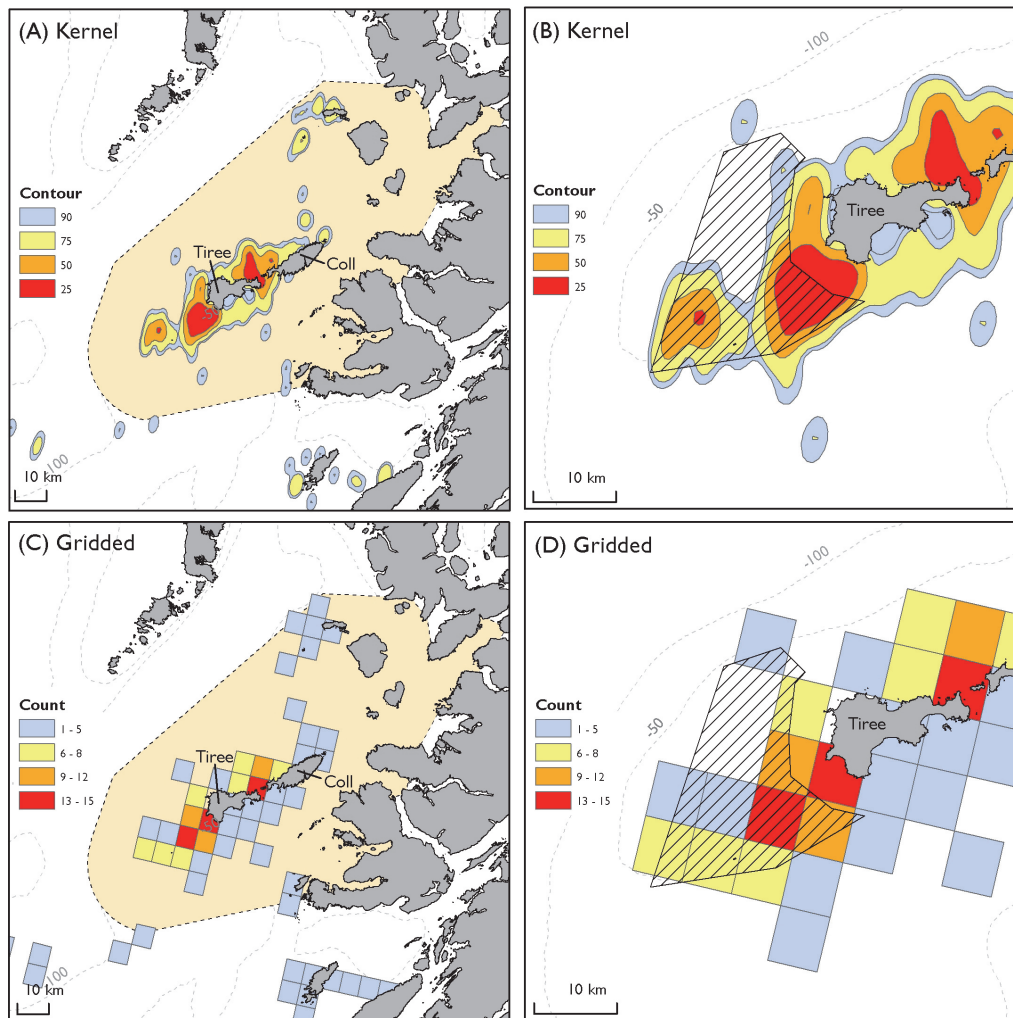 (A) Kernel
Contour
90
75
50
25
Tiree
Coll
-50
-100
10 km
(B) Kernel
-100
-50
Contour
90
75
50
25
Tiree
10 km
(C) Gridded
Count
1 - 5
6 - 8
9 - 12
13 - 15
Tiree
Coll
-50
-100
10 km
(D) Gridded
-100
-50
Count
1 - 5
6 - 8
9 - 12
13 - 15
Tiree
10 km